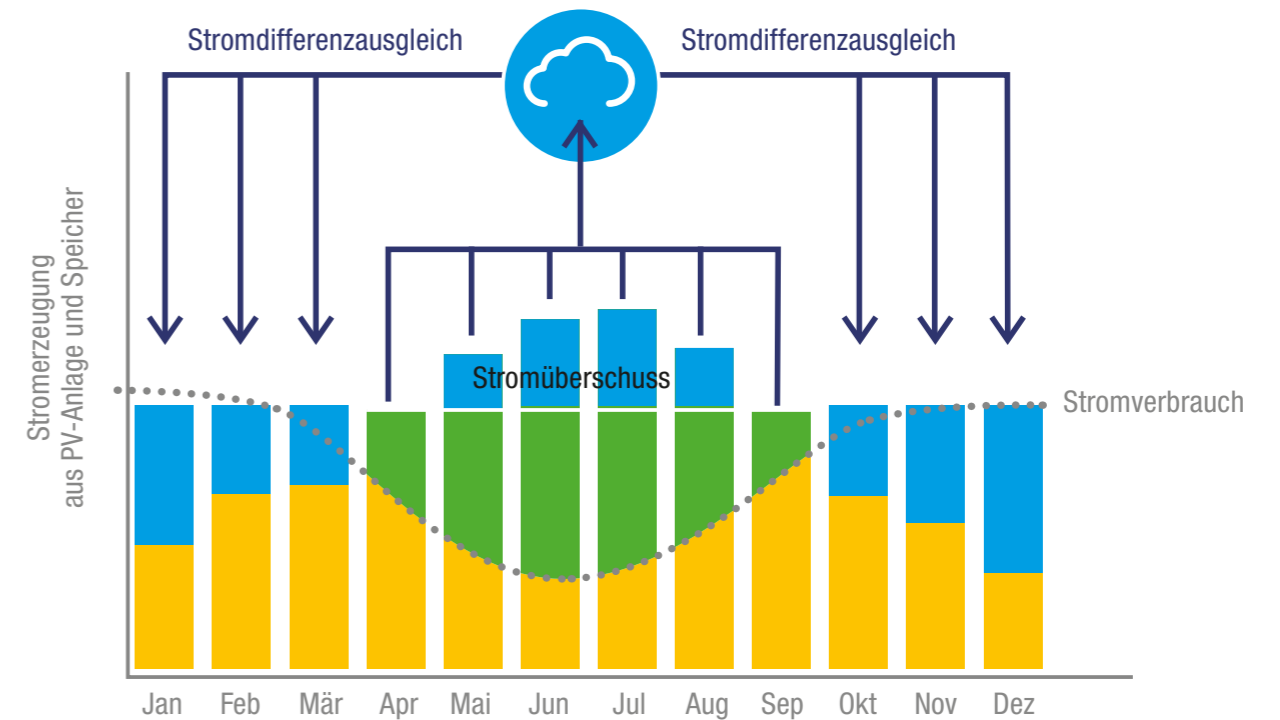 Stromdifferenzausgleich
Stromdifferenzausgleich
Stromerzeugung
aus PV-Anlage und Speicher
Stromüberschuss
Stromverbrauch
Jan Feb Mär Apr Mai Jun Jul Aug Sep Okt Nov Dez